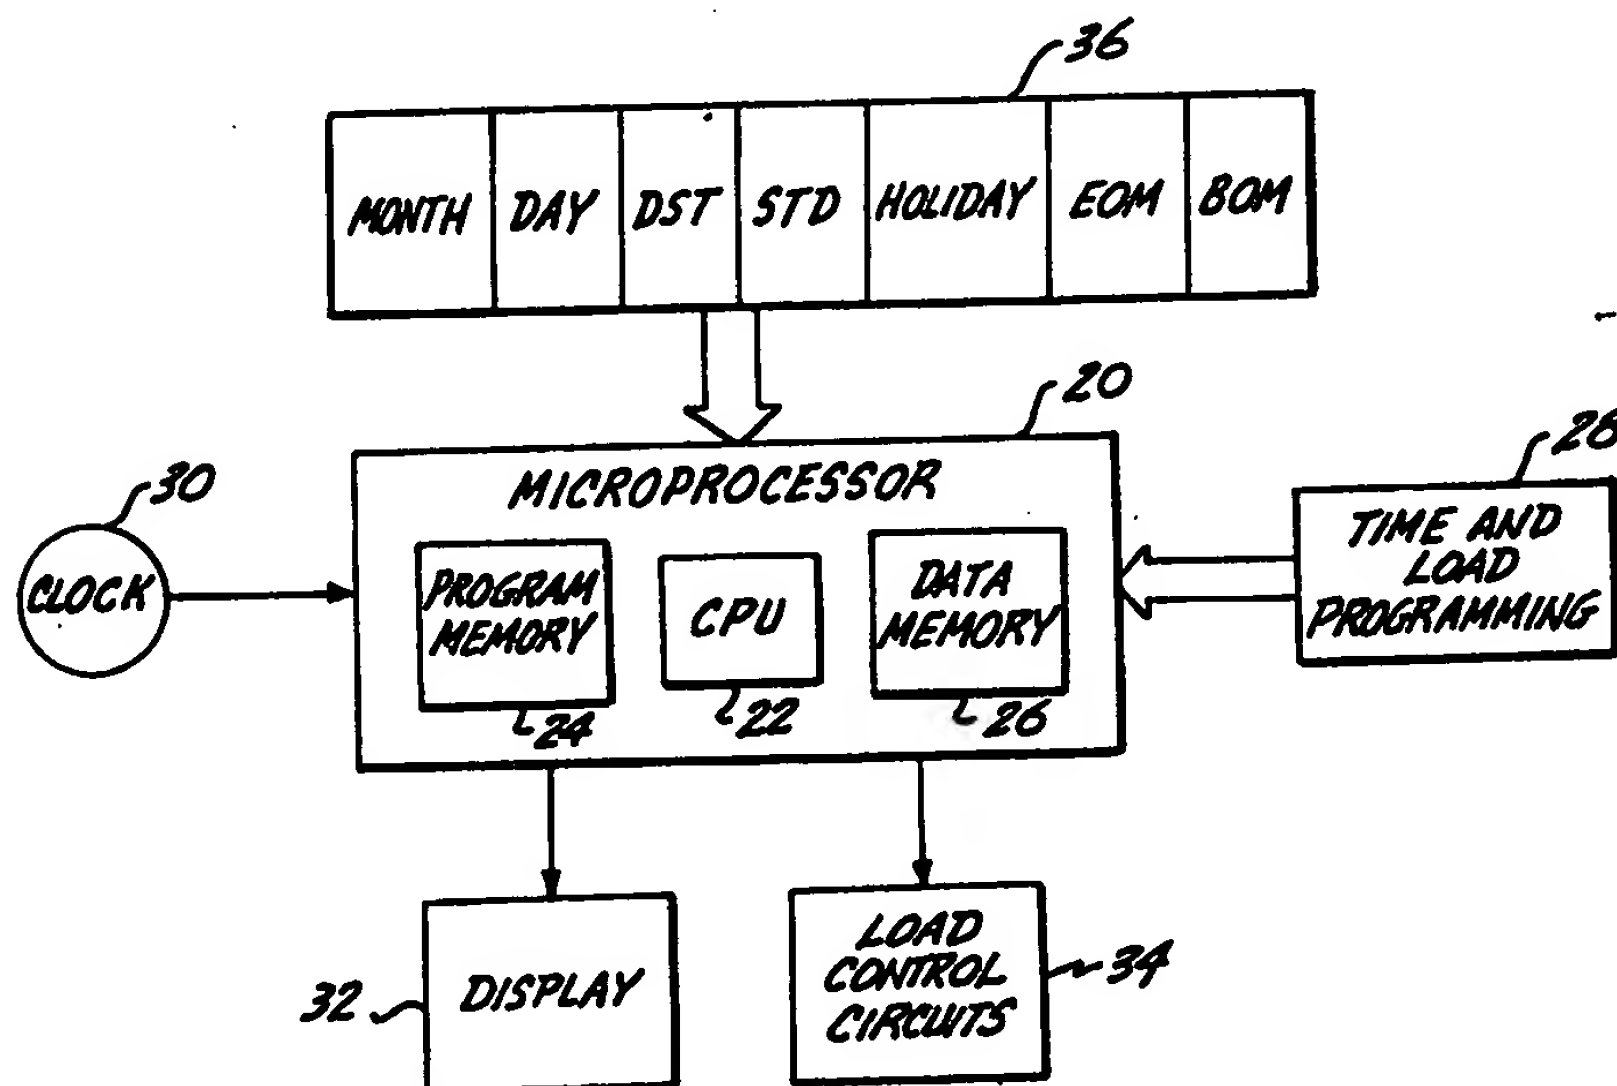 36
MONTH DAY DST STD HOLIDAY EOM BOM
20
MICROPROCESSOR
30
CLOCK
PROGRAM
MEMORY
24
CPU
22
DATA
MEMORY
26
28
TIME AND
LOAD
PROGRAMMING
DISPLAY
32
LOAD
CONTROL
CIRCUITS
34